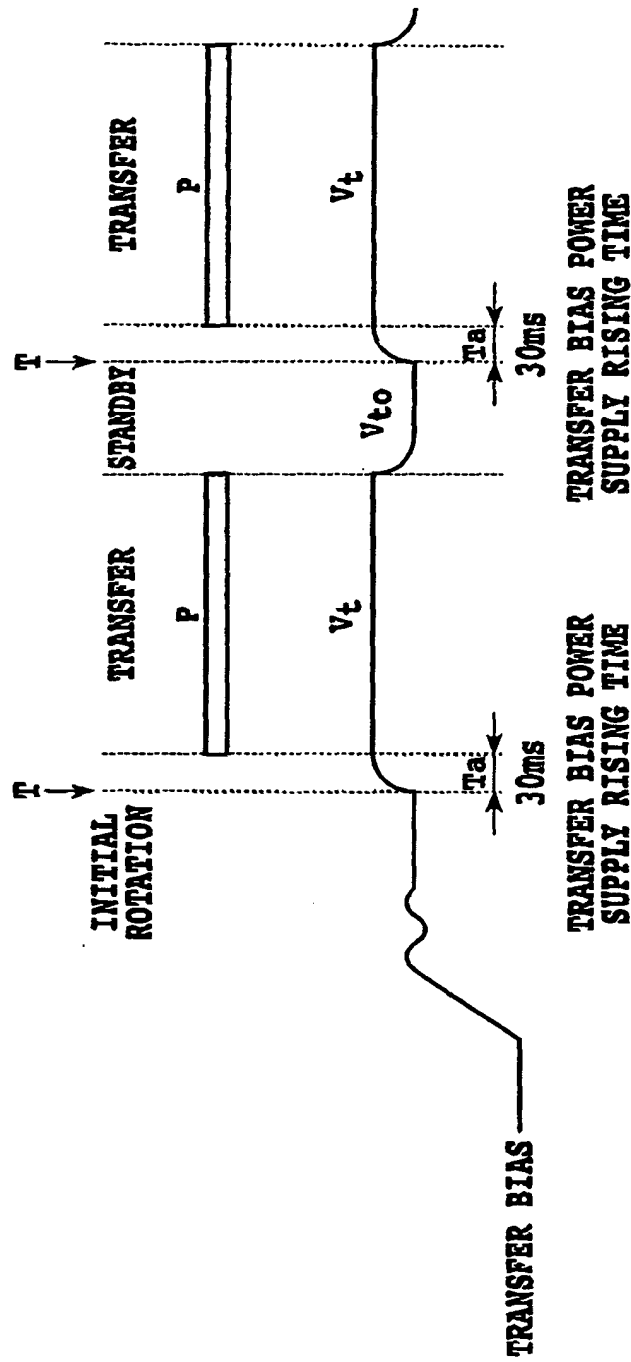 T
T
INITIAL
ROTATION
TRANSFER
STANDBY
TRANSFER
P
P
Vt
Vto
Vt
Ta
Ta
30ms
30ms
TRANSFER BIAS
TRANSFER BIAS POWER
SUPPLY RISING TIME
TRANSFER BIAS POWER
SUPPLY RISING TIME